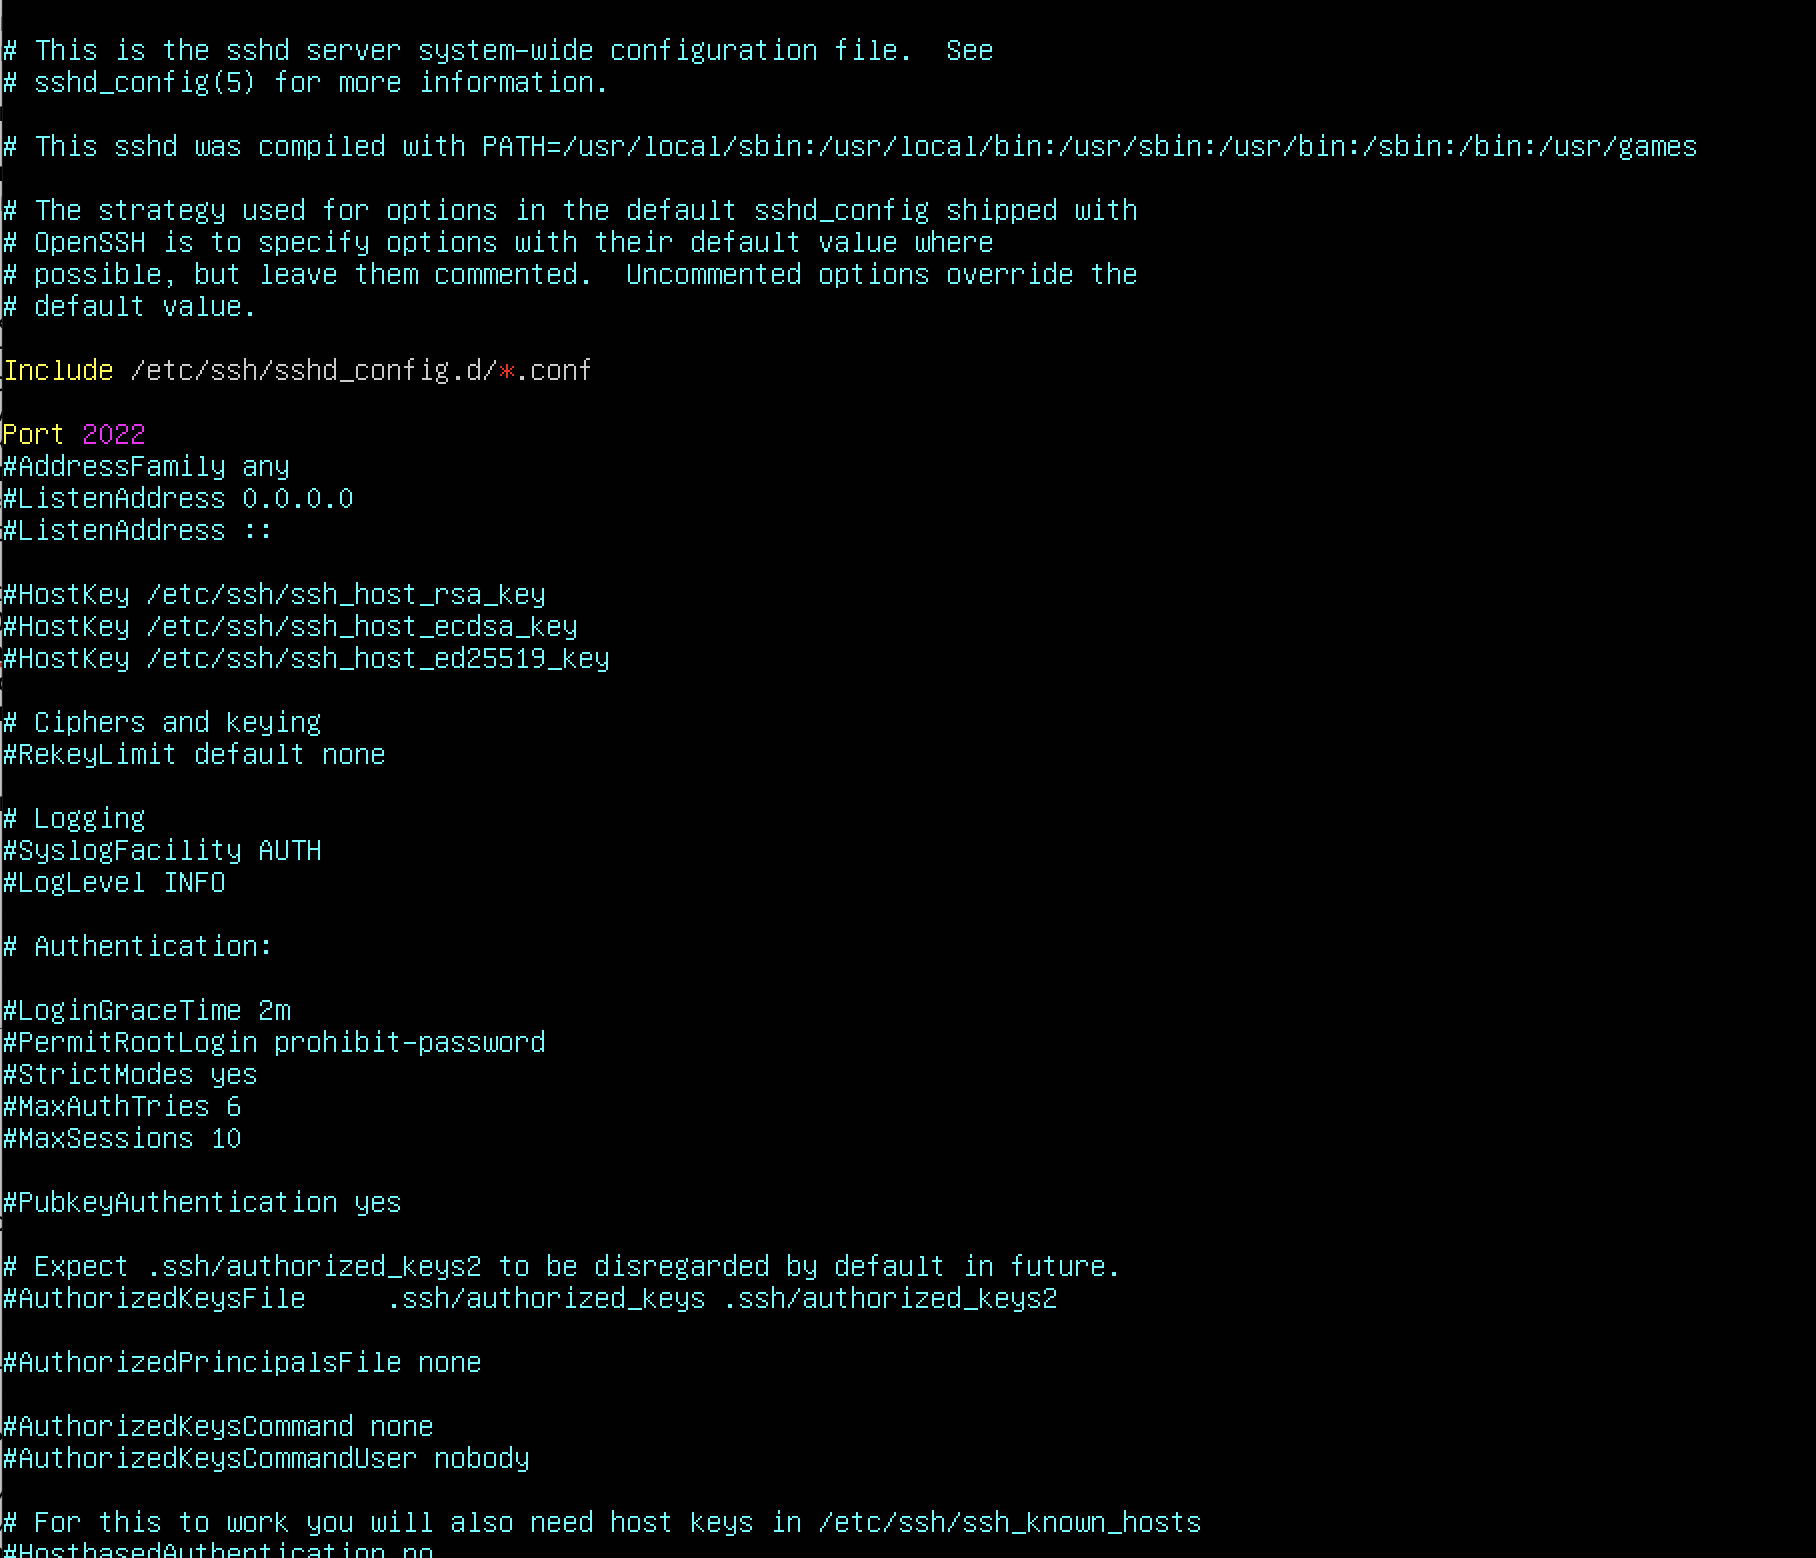 # This is the sshd server system-wide configuration file.  See
# sshd_config(5) for more information.
# This sshd was compiled with PATH=/usr/local/sbin:/usr/local/bin:/usr/sbin:/usr/bin:/sbin:/bin:/usr/games
# The strategy used for options in the default sshd_config shipped with
# OpenSSH is to specify options with their default value where
# possible, but leave them commented.  Uncommented options override the
# default value.
Include /etc/ssh/sshd_config.d/*.conf
Port 2022
#AddressFamily any
#ListenAddress 0.0.0.0
#ListenAddress ::
#HostKey /etc/ssh/ssh_host_rsa_key
#HostKey /etc/ssh/ssh_host_ecdsa_key
#HostKey /etc/ssh/ssh_host_ed25519_key
# Ciphers and keying
#RekeyLimit default none
# Logging
#SyslogFacility AUTH
#LogLevel INFO
# Authentication:
#LoginGraceTime 2m
#PermitRootLogin prohibit-password
#StrictModes yes
#MaxAuthTries 6
#MaxSessions 10
#PubkeyAuthentication yes
# Expect .ssh/authorized_keys2 to be disregarded by default in future.
#AuthorizedKeysFile     .ssh/authorized_keys .ssh/authorized_keys2
#AuthorizedPrincipalsFile none
#AuthorizedKeysCommand none
#AuthorizedKeysCommandUser nobody
# For this to work you will also need host keys in /etc/ssh/ssh_known_hosts
#HostbasedAuthentication no